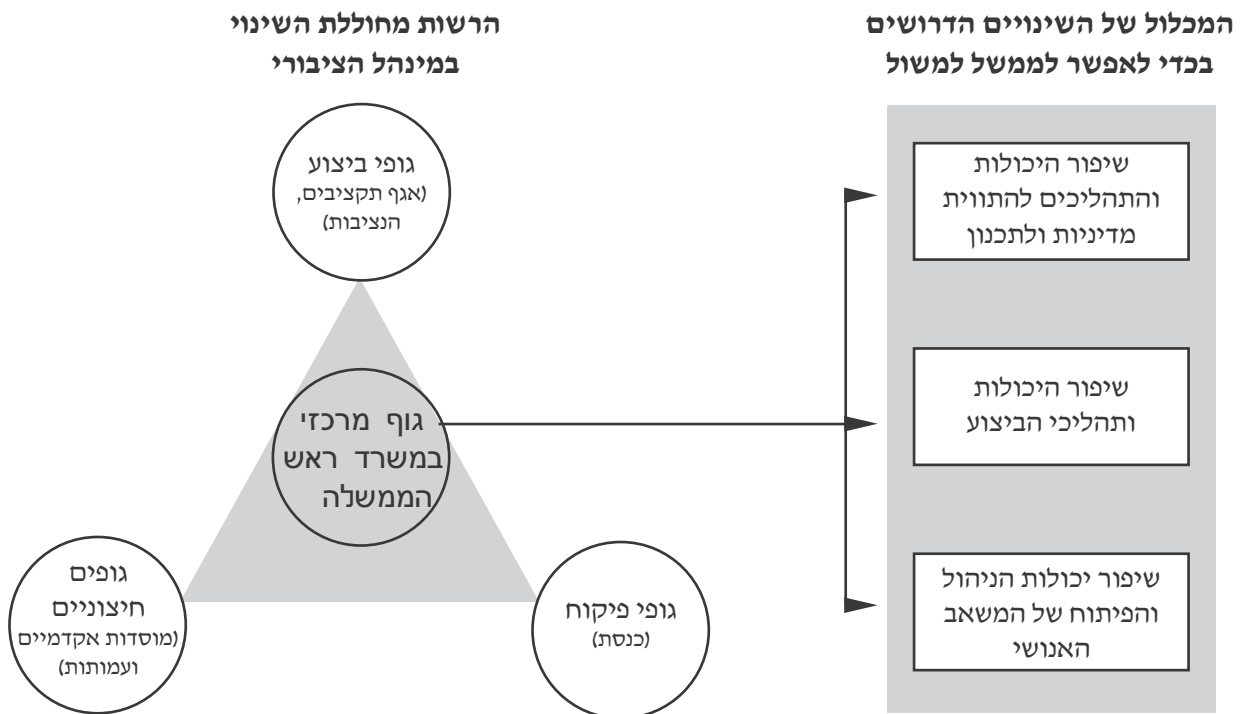 המכלול של השינויים הדרושים
בכדי לאפשר לממשל למשול
שיפור היכולות
והתהליכים להתווית
מדיניות ולתכנון
שיפור היכולות
ותהליכי הביצוע
שיפור יכולות הניהול
והפיתוח של המשאב
האנושי
הרשות מחוללת השינוי
במינהל הציבורי
גופי ביצוע
(אגף תקציבים,
הנציבות)
גוף מרכזי
במשרד ראש
הממשלה
גופי פיקוח
(כנסת)
גופים
חיצוניים
(מוסדות אקדמיים
ועמותות)